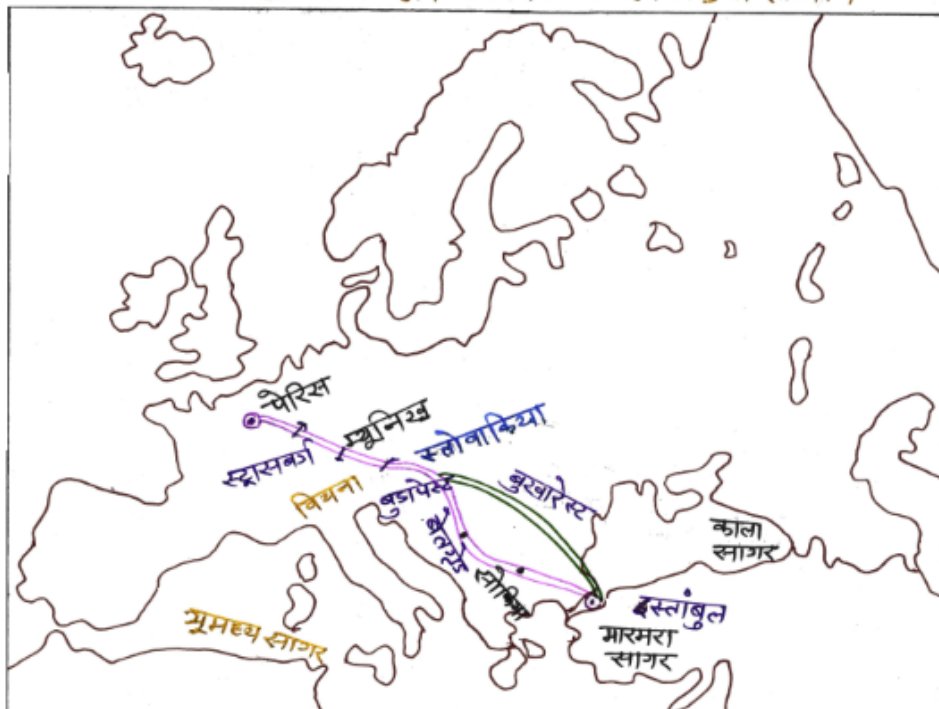 पेरिस
म्यूनिख
स्लोवाकिया
स्ट्रासबर्ग
वियना
बुडापेस्ट
बुखारेस्ट
बेलग्रेड
सोफिया
काला
सागर
इस्तांबुल
मारमरा
सागर
भूमध्य सागर